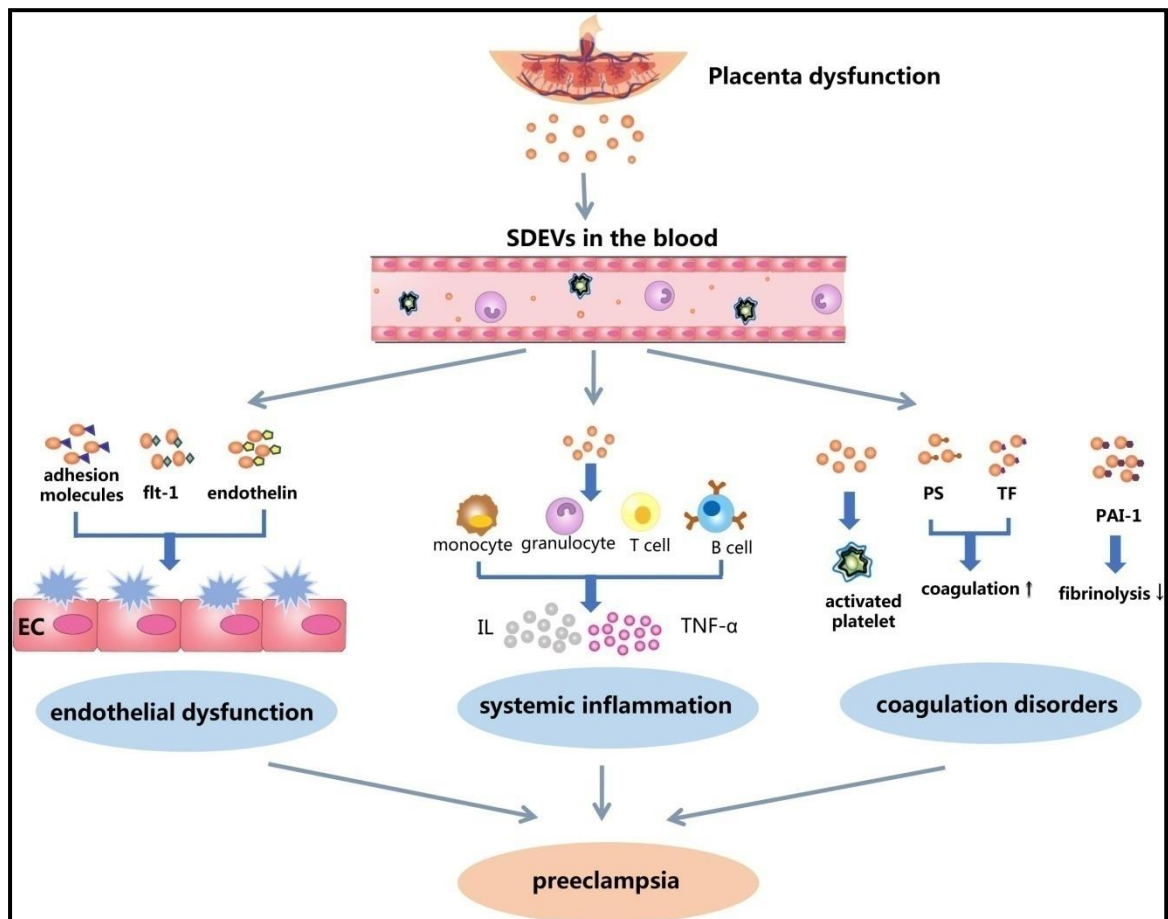 Placenta dysfunction
SDEVs in the blood
adhesion
molecules
flt-1
endothelin
EC
endothelial dysfunction
monocyte
granulocyte
T cell
B cell
IL
TNF-α
systemic inflammation
activated
platelet
PS
TF
coagulation ↑
PAI-1
fibrinolysis ↓
coagulation disorders
preeclampsia